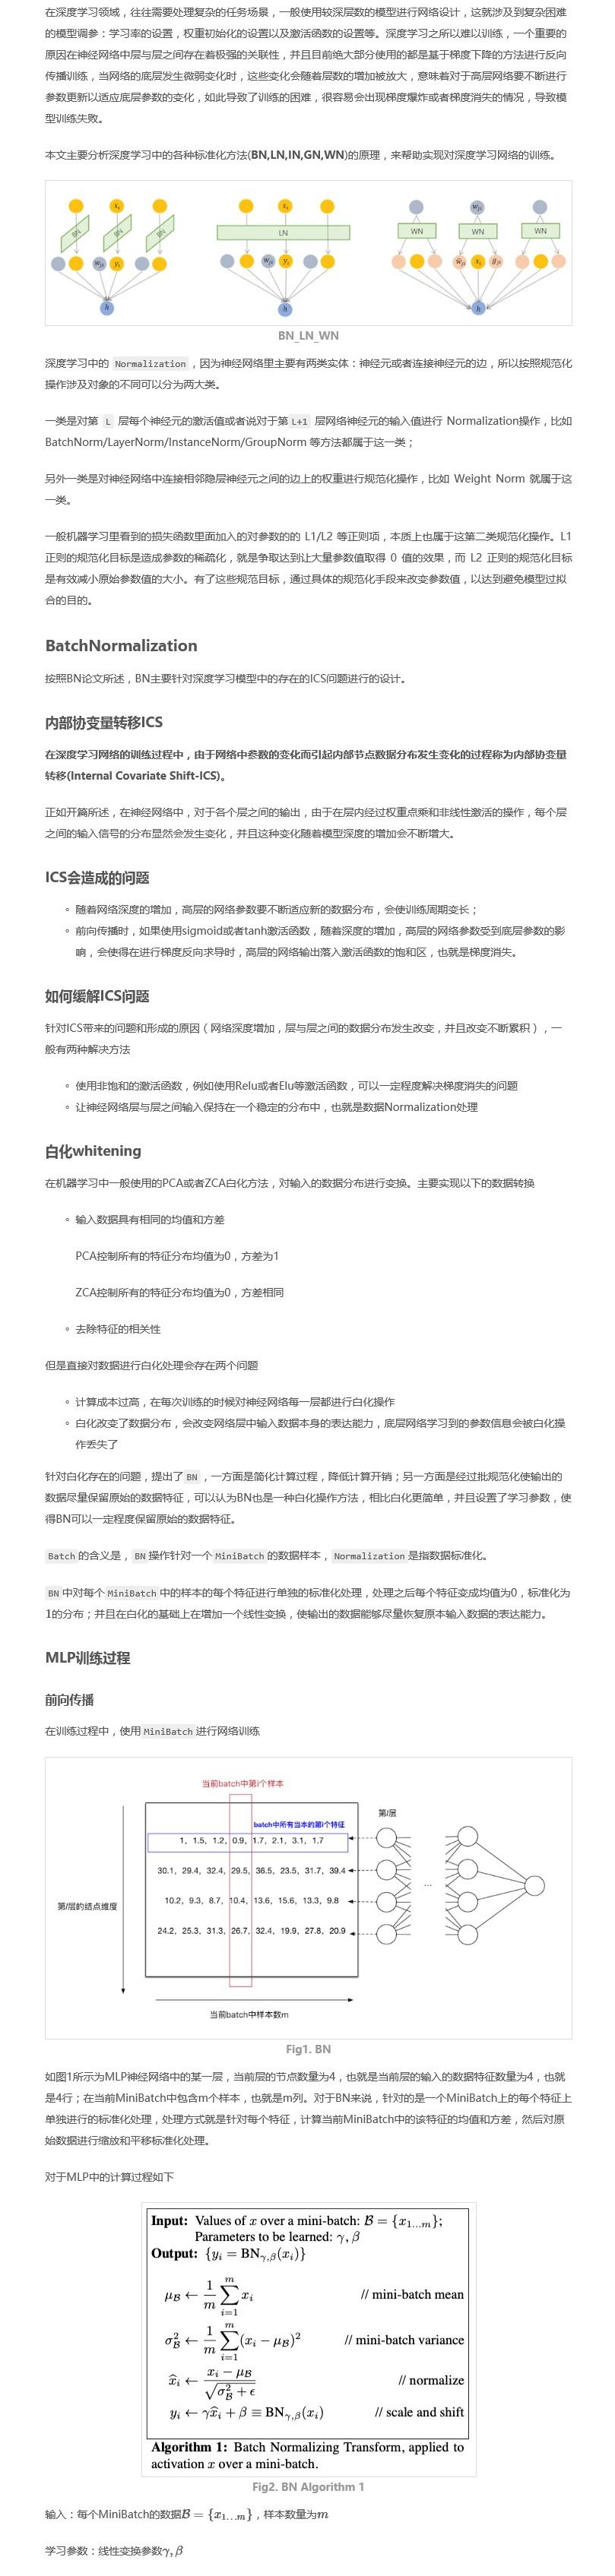 在深度学习领域，往往需要处理复杂的任务场景，一般使用较深层数的模型进行网络设计，这就涉及到复杂困难
的模型调参：学习率的设置，权重初始化的设置以及激活函数的设置等。深度学习之所以难以训练，一个重要的
原因在神经网络中层与层之间存在着极强的关联性，并且目前绝大部分使用的都是基于梯度下降的方法进行反向
传播训练，当网络的底层发生微弱变化时，这些变化会随着层数的增加被放大，意味着对于高层网络要不断进行
参数更新以适应底层参数的变化，如此导致了训练的困难，很容易会出现梯度爆炸或者梯度消失的情况，导致模
型训练失败。
本文主要分析深度学习中的各种标准化方法(BN,LN,IN,GN,WN)的原理，来帮助实现对深度学习网络的训练。
x_i
BN BN BN
w_ji y_i
h
x_i
LN
w_ji y_i
h
w_ji
WN WN WN
w_ji x_i g_ji
h
BN_LN_WN
深度学习中的 Normalization，因为神经网络里主要有两类实体：神经元或者连接神经元的边，所以按照规范化
操作涉及对象的不同可以分为两大类。
一类是对第 L 层每个神经元的激活值或者说对于第 L+1 层网络神经元的输入值进行 Normalization操作，比如
BatchNorm/LayerNorm/InstanceNorm/GroupNorm 等方法都属于这一类；
另外一类是对神经网络中连接相邻隐层神经元之间的边上的权重进行规范化操作，比如 Weight Norm 就属于这
一类。
一般机器学习里看到的损失函数里面加入的对参数的的 L1/L2 等正则项，本质上也属于这第二类规范化操作。L1
正则的规范化目标是造成参数的稀疏化，就是争取达到让大量参数值取得 0 值的效果，而 L2 正则的规范化目标
是有效减小原始参数值的大小。有了这些规范目标，通过具体的规范化手段来改变参数值，以达到避免模型过拟
合的目的。
BatchNormalization
按照BN论文所述，BN主要针对深度学习模型中的存在的ICS问题进行的设计。
内部协变量转移ICS
在深度学习网络的训练过程中，由于网络中参数的变化而引起内部节点数据分布发生变化的过程称为内部协变量
转移(Internal Covariate Shift-ICS)。
正如开篇所述，在神经网络中，对于各个层之间的输出，由于在层内经过权重点乘和非线性激活的操作，每个层
之间的输入信号的分布显然会发生变化，并且这种变化随着模型深度的增加会不断增大。
ICS会造成的问题
◦ 随着网络深度的增加，高层的网络参数要不断适应新的数据分布，会使训练周期变长；
◦ 前向传播时，如果使用sigmoid或者tanh激活函数，随着深度的增加，高层的网络参数受到底层参数的影
响，会使得在进行梯度反向求导时，高层的网络输出落入激活函数的饱和区，也就是梯度消失。
如何缓解ICS问题
针对ICS带来的问题和形成的原因（网络深度增加，层与层之间的数据分布发生改变，并且改变不断累积），一
般有两种解决方法
◦ 使用非饱和的激活函数，例如使用Relu或者Elu等激活函数，可以一定程度解决梯度消失的问题
◦ 让神经网络层与层之间输入保持在一个稳定的分布中，也就是数据Normalization处理
白化whitening
在机器学习中一般使用的PCA或者ZCA白化方法，对输入的数据分布进行变换。主要实现以下的数据转换
◦ 输入数据具有相同的均值和方差
PCA控制所有的特征分布均值为0，方差为1
ZCA控制所有的特征分布均值为0，方差相同
◦ 去除特征的相关性
但是直接对数据进行白化处理会存在两个问题
◦ 计算成本过高，在每次训练的时候对神经网络每一层都进行白化操作
◦ 白化改变了数据分布，会改变网络层中输入数据本身的表达能力，底层网络学习到的参数信息会被白化操
作丢失了
针对白化存在的问题，提出了 BN，一方面是简化计算过程，降低计算开销；另一方面是经过批规范化使输出的
数据尽量保留原始的数据特征，可以认为BN也是一种白化操作方法，相比白化更简单，并且设置了学习参数，使
得BN可以一定程度保留原始的数据特征。
Batch 的含义是，BN 操作针对一个 MiniBatch 的数据样本，Normalization 是指数据标准化。
BN 中对每个 MiniBatch 中的样本的每个特征进行单独的标准化处理，处理之后每个特征变成均值为0，标准化为
1的分布；并且在白化的基础上在增加一个线性变换，使输出的数据能够尽量恢复原本输入数据的表达能力。
MLP训练过程
前向传播
在训练过程中，使用 MiniBatch 进行网络训练
当前batch中第i个样本
batch中所有当本的第i个特征
第l层
1， 1.5， 1.2， 0.9， 1.7， 2.1， 3.1， 1.7
30.1， 29.4， 32.4， 29.5， 36.5， 23.5， 31.7， 39.4
...
10.2， 9.3， 8.7， 10.4， 13.6， 15.6， 13.3， 9.8
第l层的结点维度
24.2， 25.3， 31.3， 26.7， 32.4， 19.9， 27.8， 20.9
当前batch中样本数m
Fig1. BN
如图1所示为MLP神经网络中的某一层，当前层的节点数量为4，也就是当前层的输入的数据特征数量为4，也就
是4行；在当前MiniBatch中包含m个样本，也就是m列。对于BN来说，针对的是一个MiniBatch上的每个特征上
单独进行的标准化处理，处理方式就是针对每个特征，计算当前MiniBatch中的该特征的均值和方差，然后对原
始数据进行缩放和平移标准化处理。
对于MLP中的计算过程如下
Input: Values of x over a mini-batch: B = {x_1...m};
Parameters to be learned: γ, β
Output: {y_i = BN_γ,β(x_i)}
μ_B ← 1/m ∑_{i=1}^{m} x_i // mini-batch mean
σ_B^2 ← 1/m ∑_{i=1}^{m} (x_i − μ_B)^2 // mini-batch variance
x̂_i ← (x_i − μ_B) / √(σ_B^2 + ϵ) // normalize
y_i ← γx̂_i + β ≡ BN_γ,β(x_i) // scale and shift
Algorithm 1: Batch Normalizing Transform, applied to
activation x over a mini-batch.
Fig2. BN Algorithm 1
输入：每个MiniBatch的数据B = {x_1...m}，样本数量为m
学习参数：线性变换参数γ, β